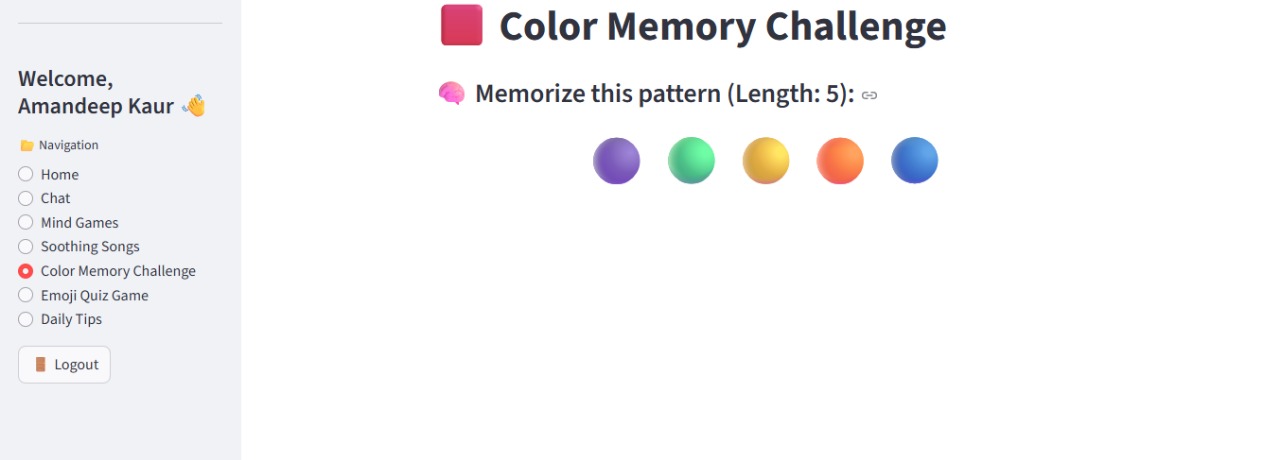 Welcome,
Amandeep Kaur
Navigation
Home
Chat
Mind Games
Soothing Songs
Color Memory Challenge
Emoji Quiz Game
Daily Tips
Logout
Color Memory Challenge
Memorize this pattern (Length: 5):